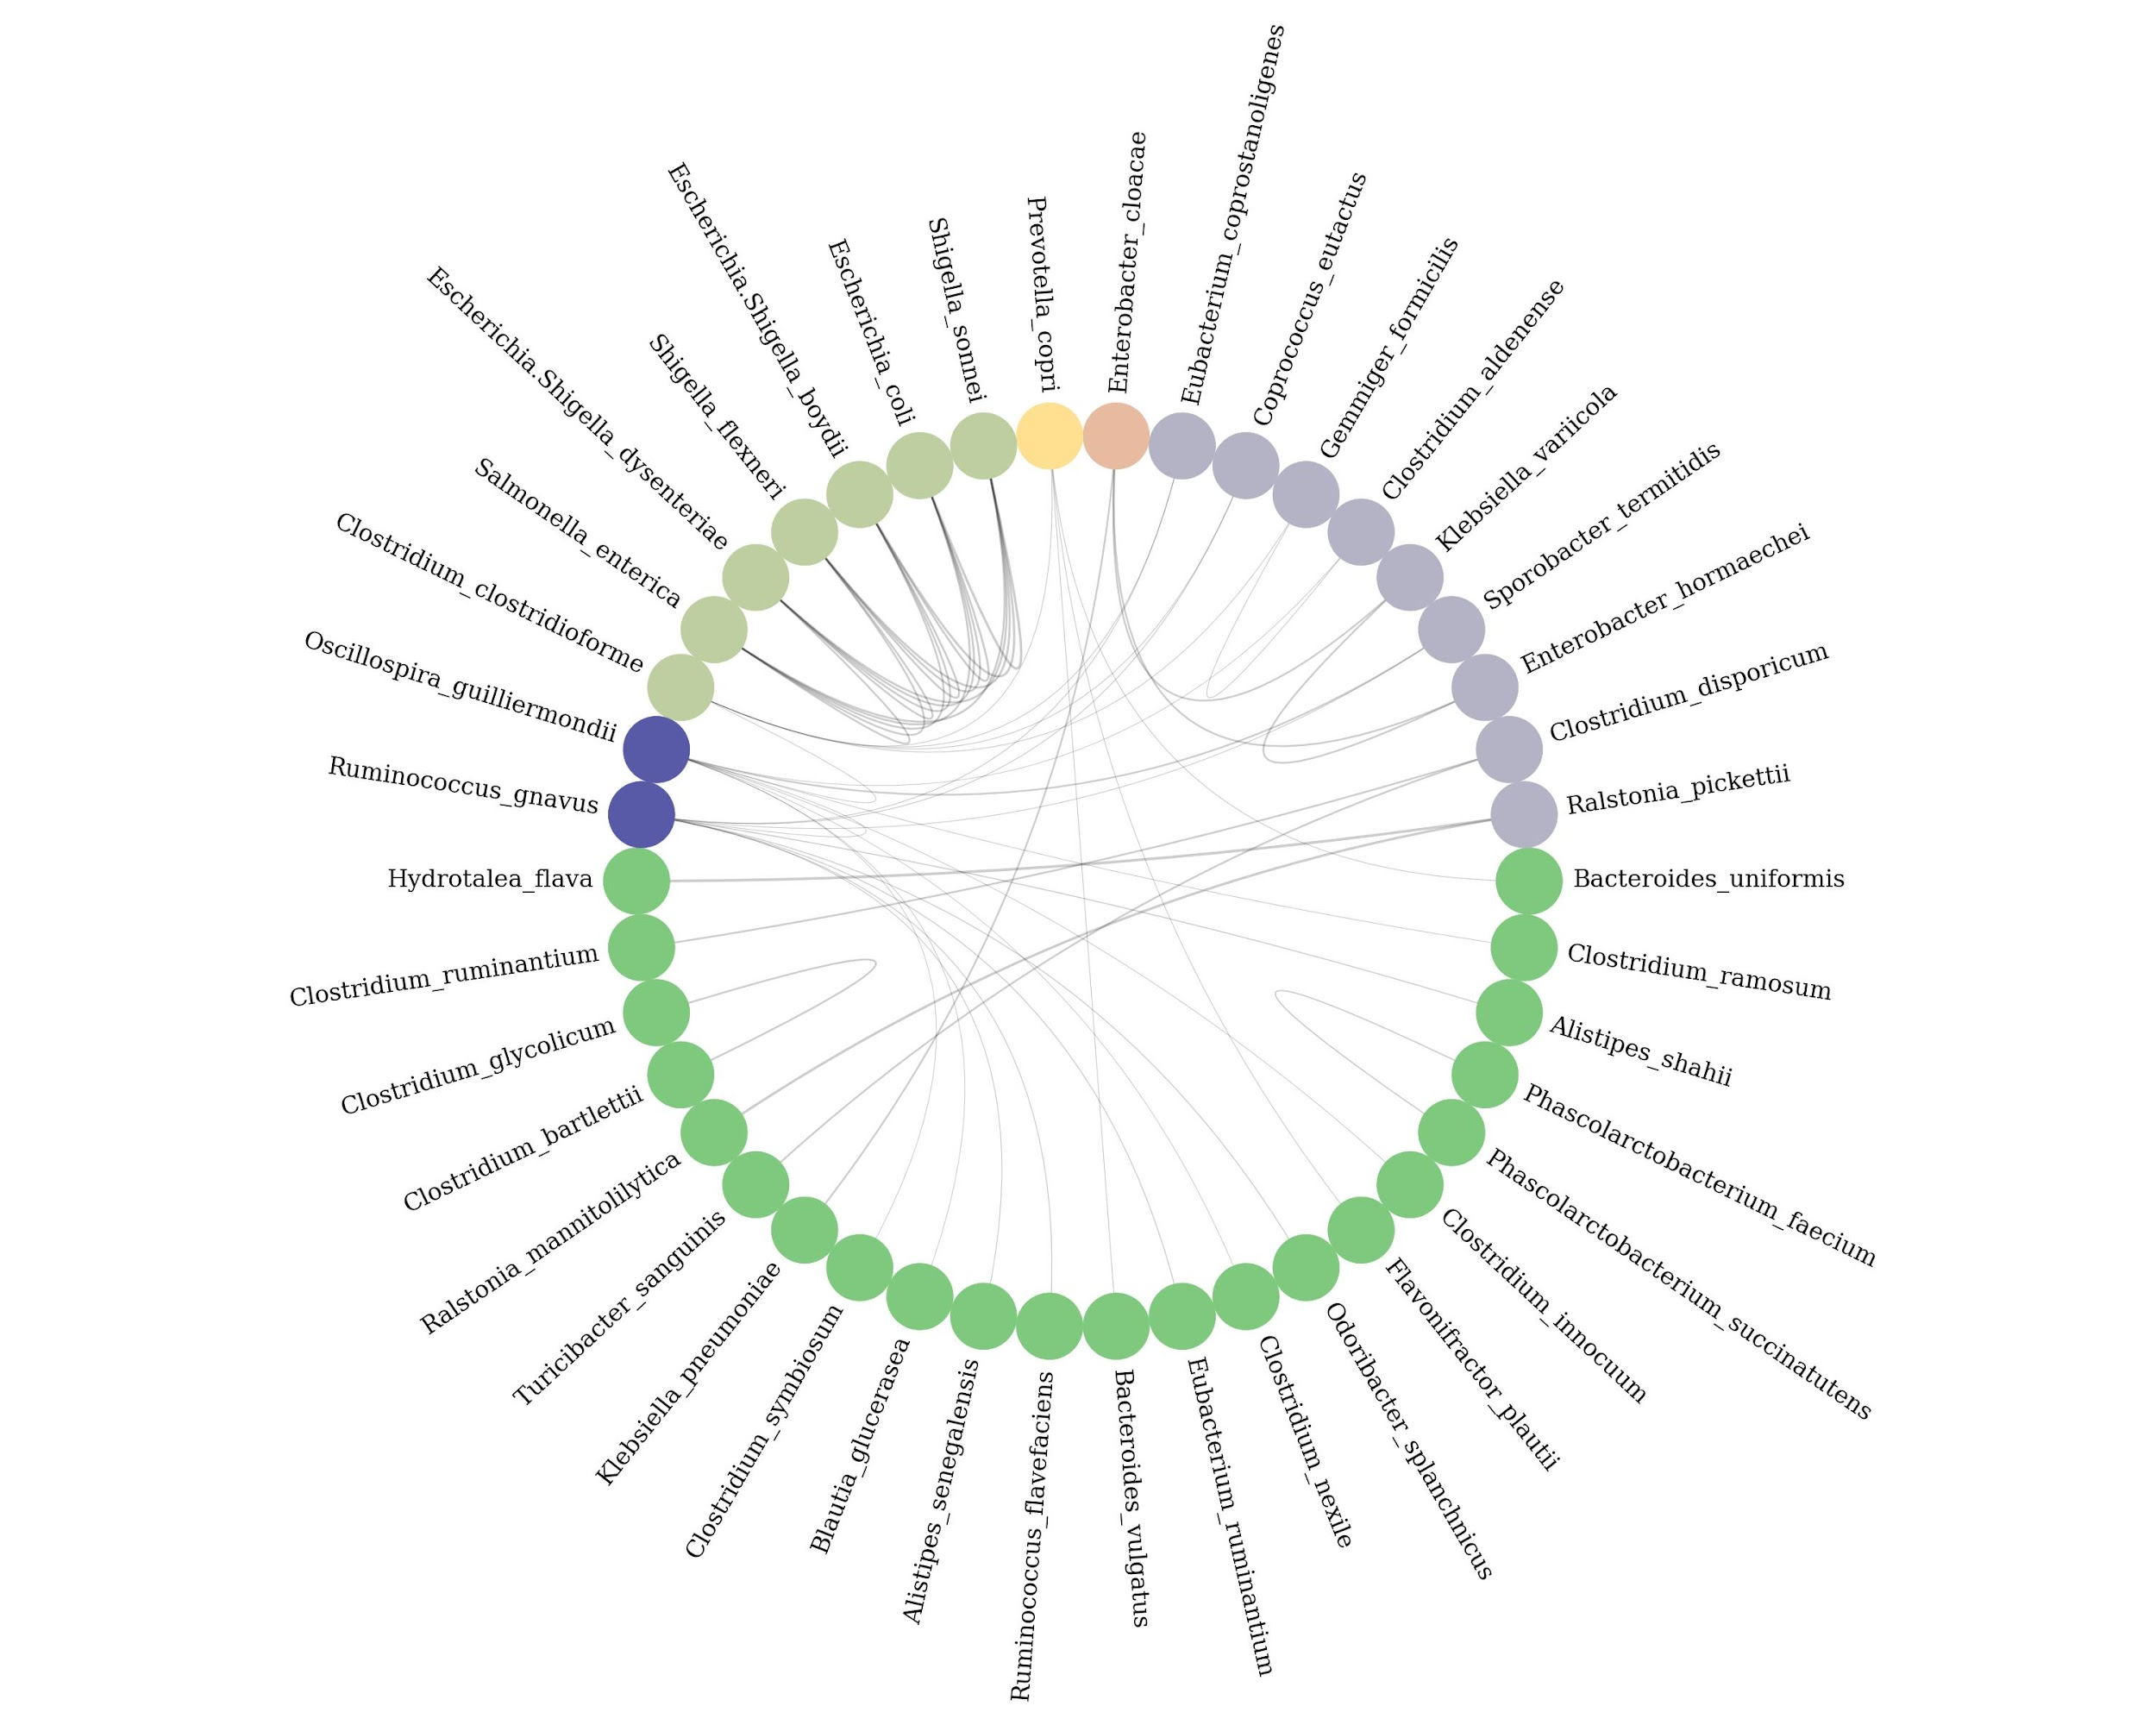 Prevotella_copri
Enterobacter_cloacae
Eubacterium_coprostanoligenes
Coprococcus_eutactus
Gemmiger_formicilis
Clostridium_aldenense
Klebsiella_variicola
Sporobacter_termitidis
Enterobacter_hormaechei
Clostridium_disporicum
Ralstonia_pickettii
Bacteroides_uniformis
Clostridium_ramosum
Alistipes_shahii
Phascolarctobacterium_faecium
Phascolarctobacterium_succinatutens
Clostridium_innocuum
Flavonifractor_plautii
Odoribacter_splanchnicus
Clostridium_nexile
Eubacterium_ruminantium
Bacteroides_vulgatus
Ruminococcus_flavefaciens
Alistipes_senegalensis
Blautia_glucerasea
Clostridium_symbiosum
Klebsiella_pneumoniae
Turicibacter_sanguinis
Ralstonia_mannitolilytica
Clostridium_bartlettii
Clostridium_glycolicum
Clostridium_ruminantium
Hydrotalea_flava
Ruminococcus_gnavus
Oscillospira_guilliermondii
Clostridium_clostridioforme
Salmonella_enterica
Escherichia.Shigella_dysenteriae
Shigella_flexneri
Escherichia.Shigella_boydii
Escherichia_coli
Shigella_sonnei